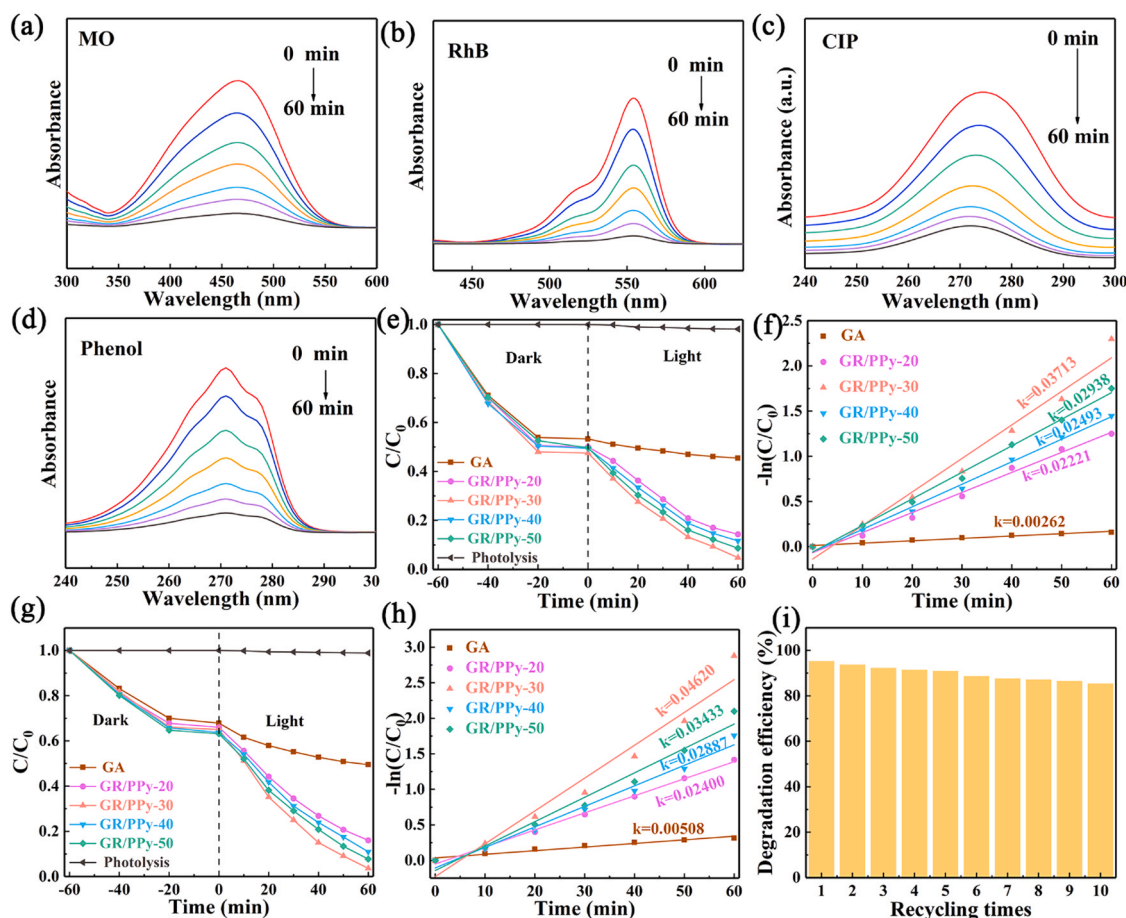 (a)
MO
0 min
60 min
Absorbance
300 350 400 450 500 550 600
Wavelength (nm)
(b)
RhB
0 min
60 min
Absorbance
450 500 550 600
Wavelength (nm)
(c)
CIP
0 min
60 min
Absorbance (a.u.)
240 250 260 270 280 290 300
Wavelength (nm)
(d)
Phenol
0 min
60 min
Absorbance
240 250 260 270 280 290 30
Wavelength (nm)
(e)
1.0
0.8
0.6
0.4
0.2
0.0
C/C0
Dark
Light
GA
GR/PPy-20
GR/PPy-30
GR/PPy-40
GR/PPy-50
Photolysis
-60 -40 -20 0 20 40 60
Time (min)
(f)
2.5
2.0
1.5
1.0
0.5
0.0
-ln(C/C0)
GA
GR/PPy-20
GR/PPy-30
GR/PPy-40
GR/PPy-50
k=0.03713
k=0.02938
k=0.02493
k=0.02221
k=0.00262
0 10 20 30 40 50 60
Time (min)
(g)
1.0
0.8
0.6
0.4
0.2
0.0
C/C0
Dark
Light
GA
GR/PPy-20
GR/PPy-30
GR/PPy-40
GR/PPy-50
Photolysis
-60 -40 -20 0 20 40 60
Time (min)
(h)
3.0
2.5
2.0
1.5
1.0
0.5
0.0
-ln(C/C0)
GA
GR/PPy-20
GR/PPy-30
GR/PPy-40
GR/PPy-50
k=0.04620
k=0.03433
k=0.02887
k=0.02400
k=0.00508
0 10 20 30 40 50 60
Time (min)
(i)
100
80
60
40
20
0
Degradation efficiency (%)
1 2 3 4 5 6 7 8 9 10
Recycling times